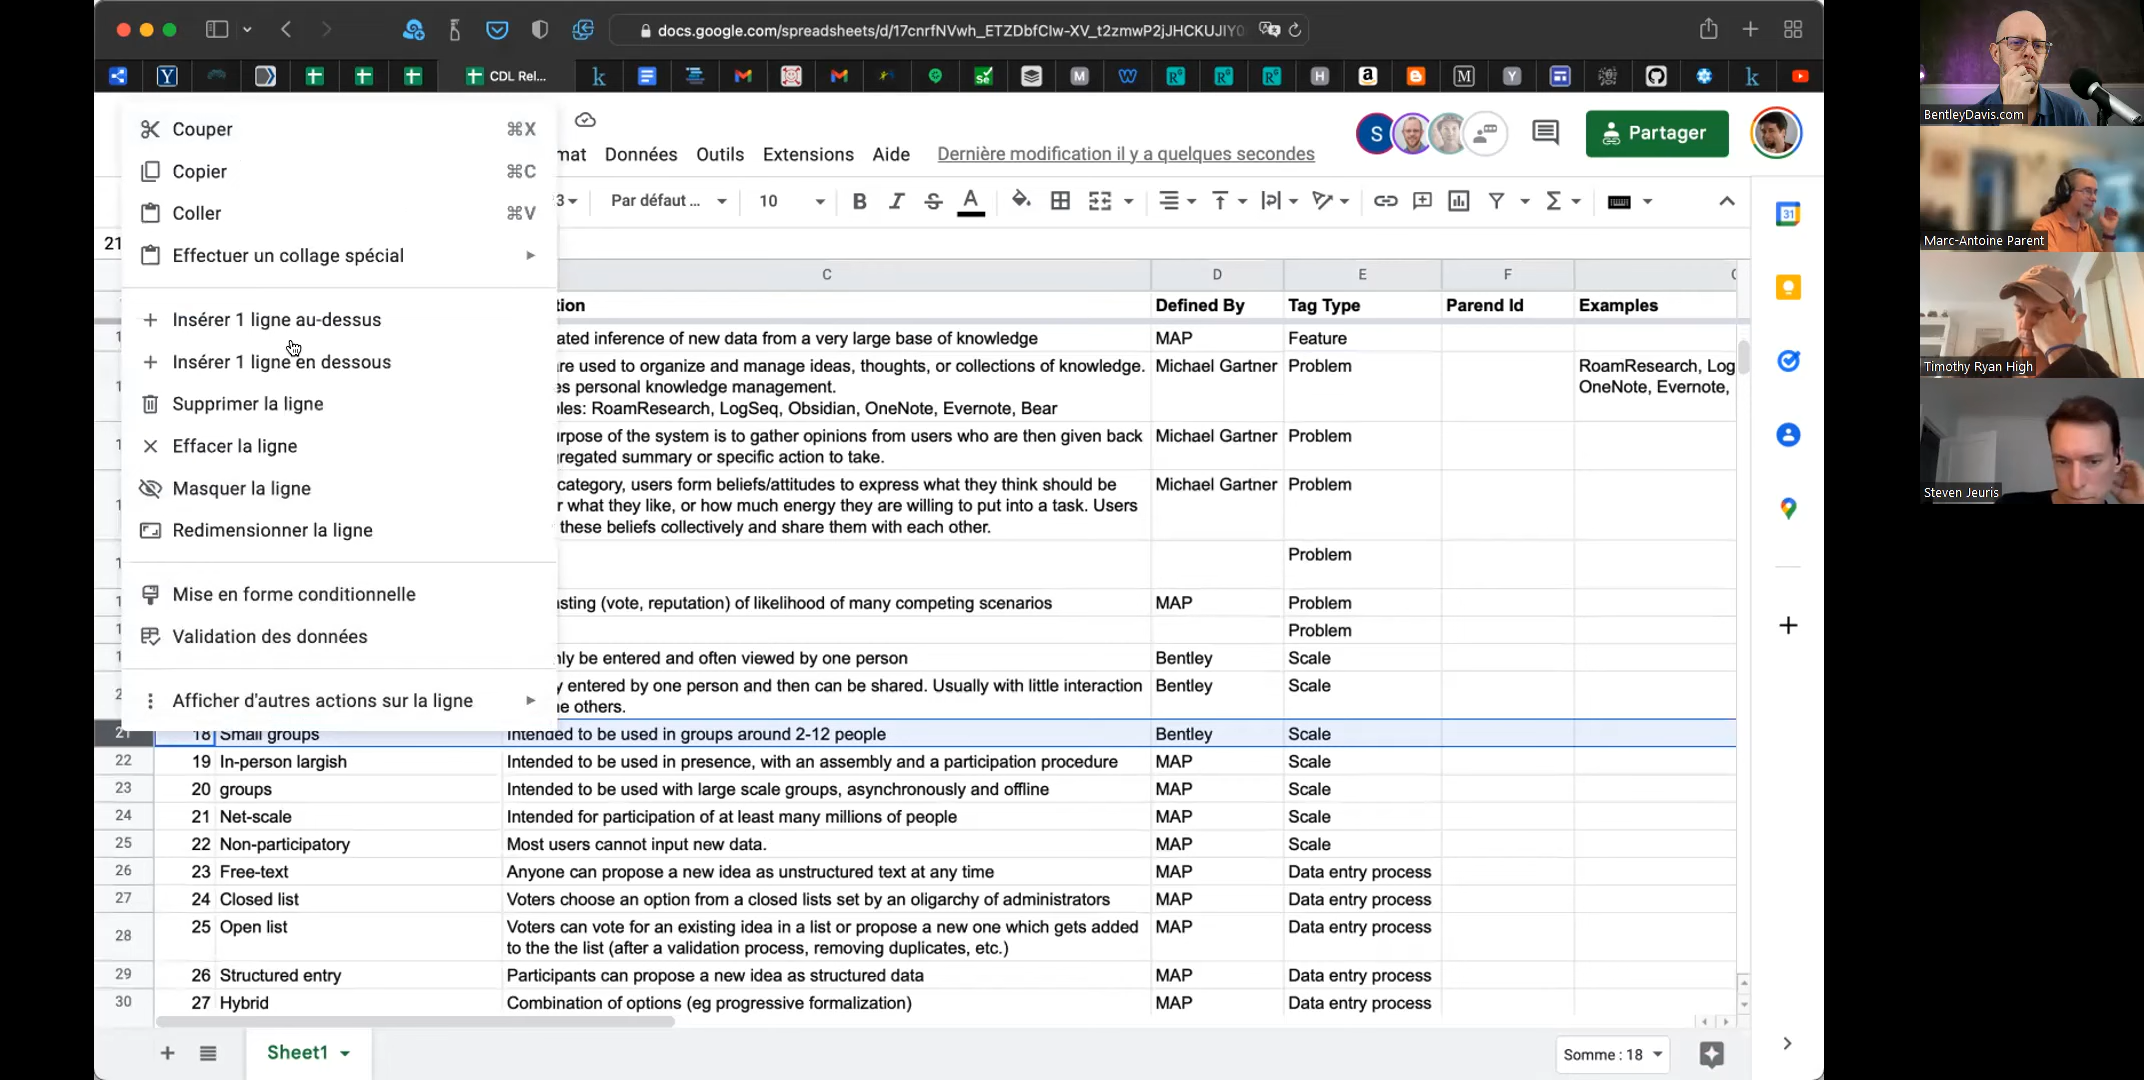 docs.google.com/spreadsheets/d/17cnrfNVwh_ETZDbfClw-XV_t2zmwP2jJHCKUJIY0
CDL Rel...
Couper ⌘X
Copier ⌘C
Coller ⌘V
Effectuer un collage spécial
Insérer 1 ligne au-dessus
Insérer 1 ligne en dessous
Supprimer la ligne
Effacer la ligne
Masquer la ligne
Redimensionner la ligne
Mise en forme conditionnelle
Validation des données
Afficher d'autres actions sur la ligne
mat Données Outils Extensions Aide Dernière modification il y a quelques secondes
S
Partager
Par défaut ... 10
21
C D E F
tion Defined By Tag Type Parend Id Examples
ated inference of new data from a very large base of knowledge MAP Feature
are used to organize and manage ideas, thoughts, or collections of knowledge. Michael Gartner Problem RoamResearch, Log
es personal knowledge management. OneNote, Evernote,
les: RoamResearch, LogSeq, Obsidian, OneNote, Evernote, Bear
urpose of the system is to gather opinions from users who are then given back Michael Gartner Problem
gregated summary or specific action to take.
category, users form beliefs/attitudes to express what they think should be Michael Gartner Problem
r what they like, or how much energy they are willing to put into a task. Users
these beliefs collectively and share them with each other.
Problem
sting (vote, reputation) of likelihood of many competing scenarios MAP Problem
Problem
nly be entered and often viewed by one person Bentley Scale
y entered by one person and then can be shared. Usually with little interaction Bentley Scale
e others.
21 18 Small groups Intended to be used in groups around 2-12 people Bentley Scale
22 19 In-person largish Intended to be used in presence, with an assembly and a participation procedure MAP Scale
23 20 groups Intended to be used with large scale groups, asynchronously and offline MAP Scale
24 21 Net-scale Intended for participation of at least many millions of people MAP Scale
25 22 Non-participatory Most users cannot input new data. MAP Scale
26 23 Free-text Anyone can propose a new idea as unstructured text at any time MAP Data entry process
27 24 Closed list Voters choose an option from a closed lists set by an oligarchy of administrators MAP Data entry process
28 25 Open list Voters can vote for an existing idea in a list or propose a new one which gets added MAP Data entry process
to the the list (after a validation process, removing duplicates, etc.)
29 26 Structured entry Participants can propose a new idea as structured data MAP Data entry process
30 27 Hybrid Combination of options (eg progressive formalization) MAP Data entry process
Sheet1
Somme : 18
BentleyDavis.com
Marc-Antoine Parent
Timothy Ryan High
Steven Jeuris